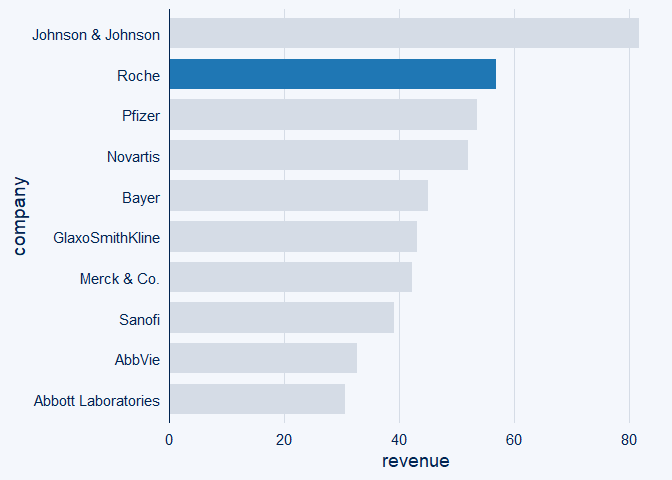 Johnson & Johnson
Roche
Pfizer
Novartis
Bayer
GlaxoSmithKline
Merck & Co.
Sanofi
AbbVie
Abbott Laboratories
company
0 20 40 60 80
revenue